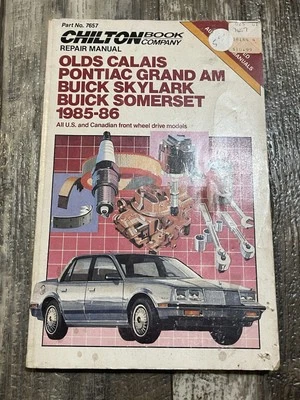 Part No. 7657
CHILTON BOOK COMPANY
REPAIR MANUAL
OLDS CALAIS
PONTIAC GRAND AM
BUICK SKYLARK
BUICK SOMERSET
1985-86
All U.S. and Canadian front wheel drive models